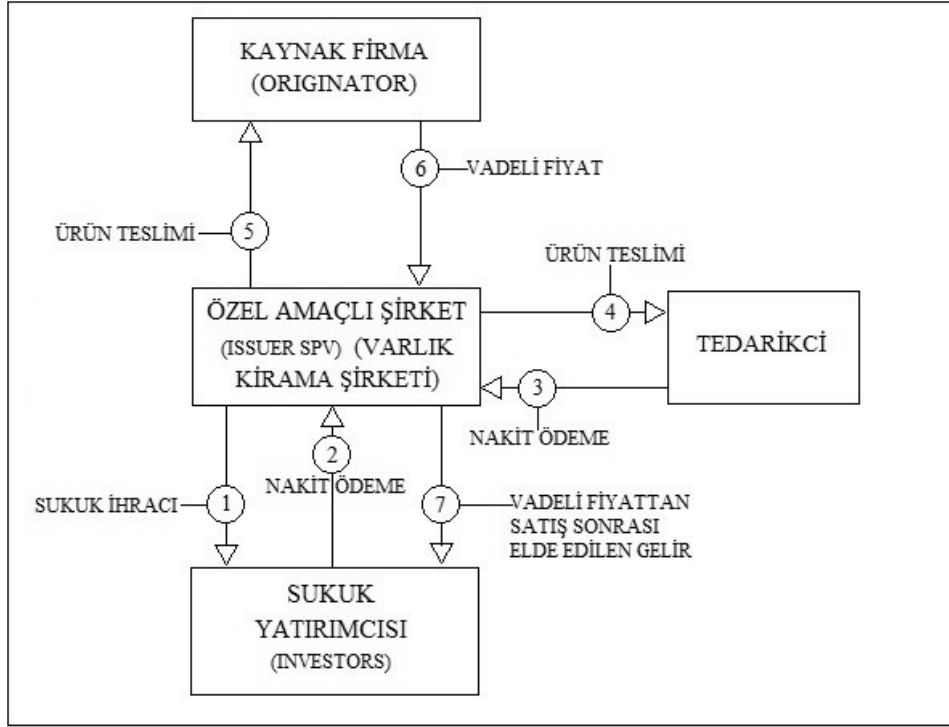 KAYNAK FİRMA
(ORIGINATOR)
6
VADELİ FİYAT
ÜRÜN TESLİMİ
5
ÜRÜN TESLİMİ
4
ÖZEL AMAÇLI ŞİRKET
(ISSUER SPV) (VARLIK
KİRAMA ŞİRKETİ)
TEDARİKCİ
3
NAKİT ÖDEME
2
NAKİT ÖDEME
SUKUK İHRACI
1
7
VADELİ FİYATTAN
SATIŞ SONRASI
ELDE EDİLEN GELİR
SUKUK
YATIRIMCISI
(INVESTORS)